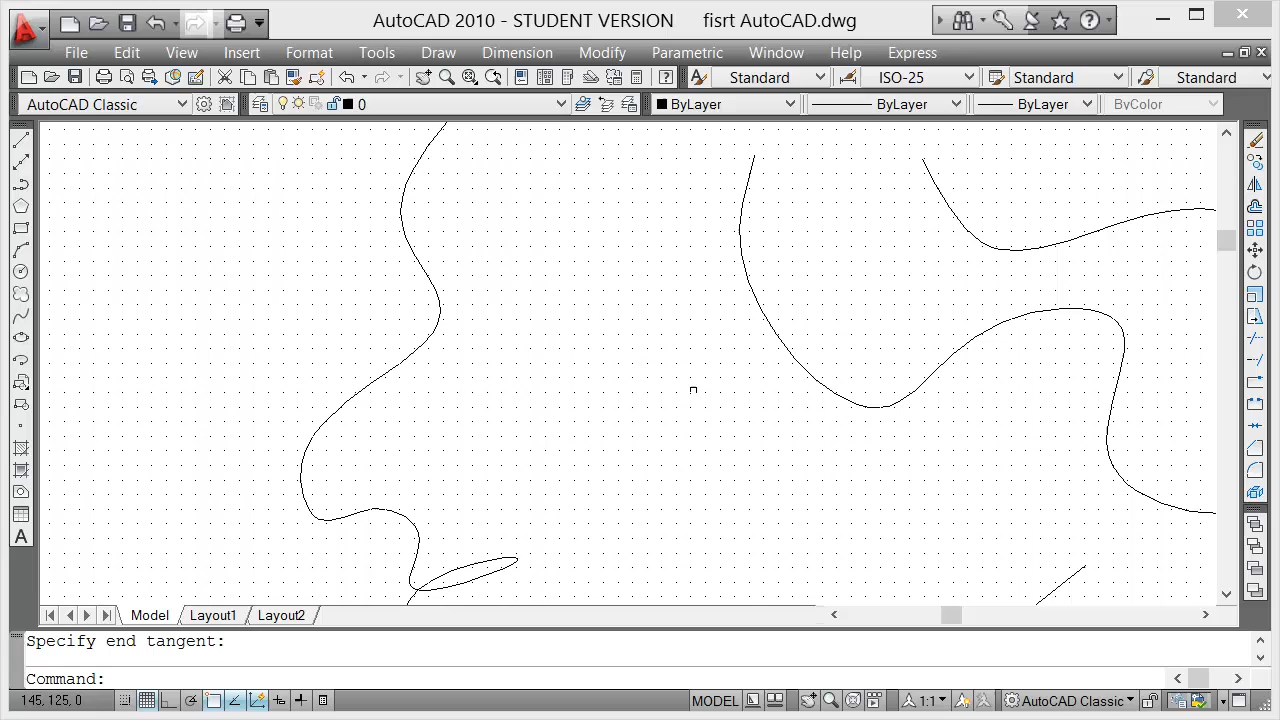 AutoCAD 2010 - STUDENT VERSION fisrt AutoCAD.dwg
File Edit View Insert Format Tools Draw Dimension Modify Parametric Window Help Express
Standard ISO-25 Standard Standard
AutoCAD Classic 0 ByLayer ByLayer ByLayer ByColor
A
Model Layout1 Layout2
Specify end tangent:
Command:
145, 125, 0 MODEL 1:1 AutoCAD Classic